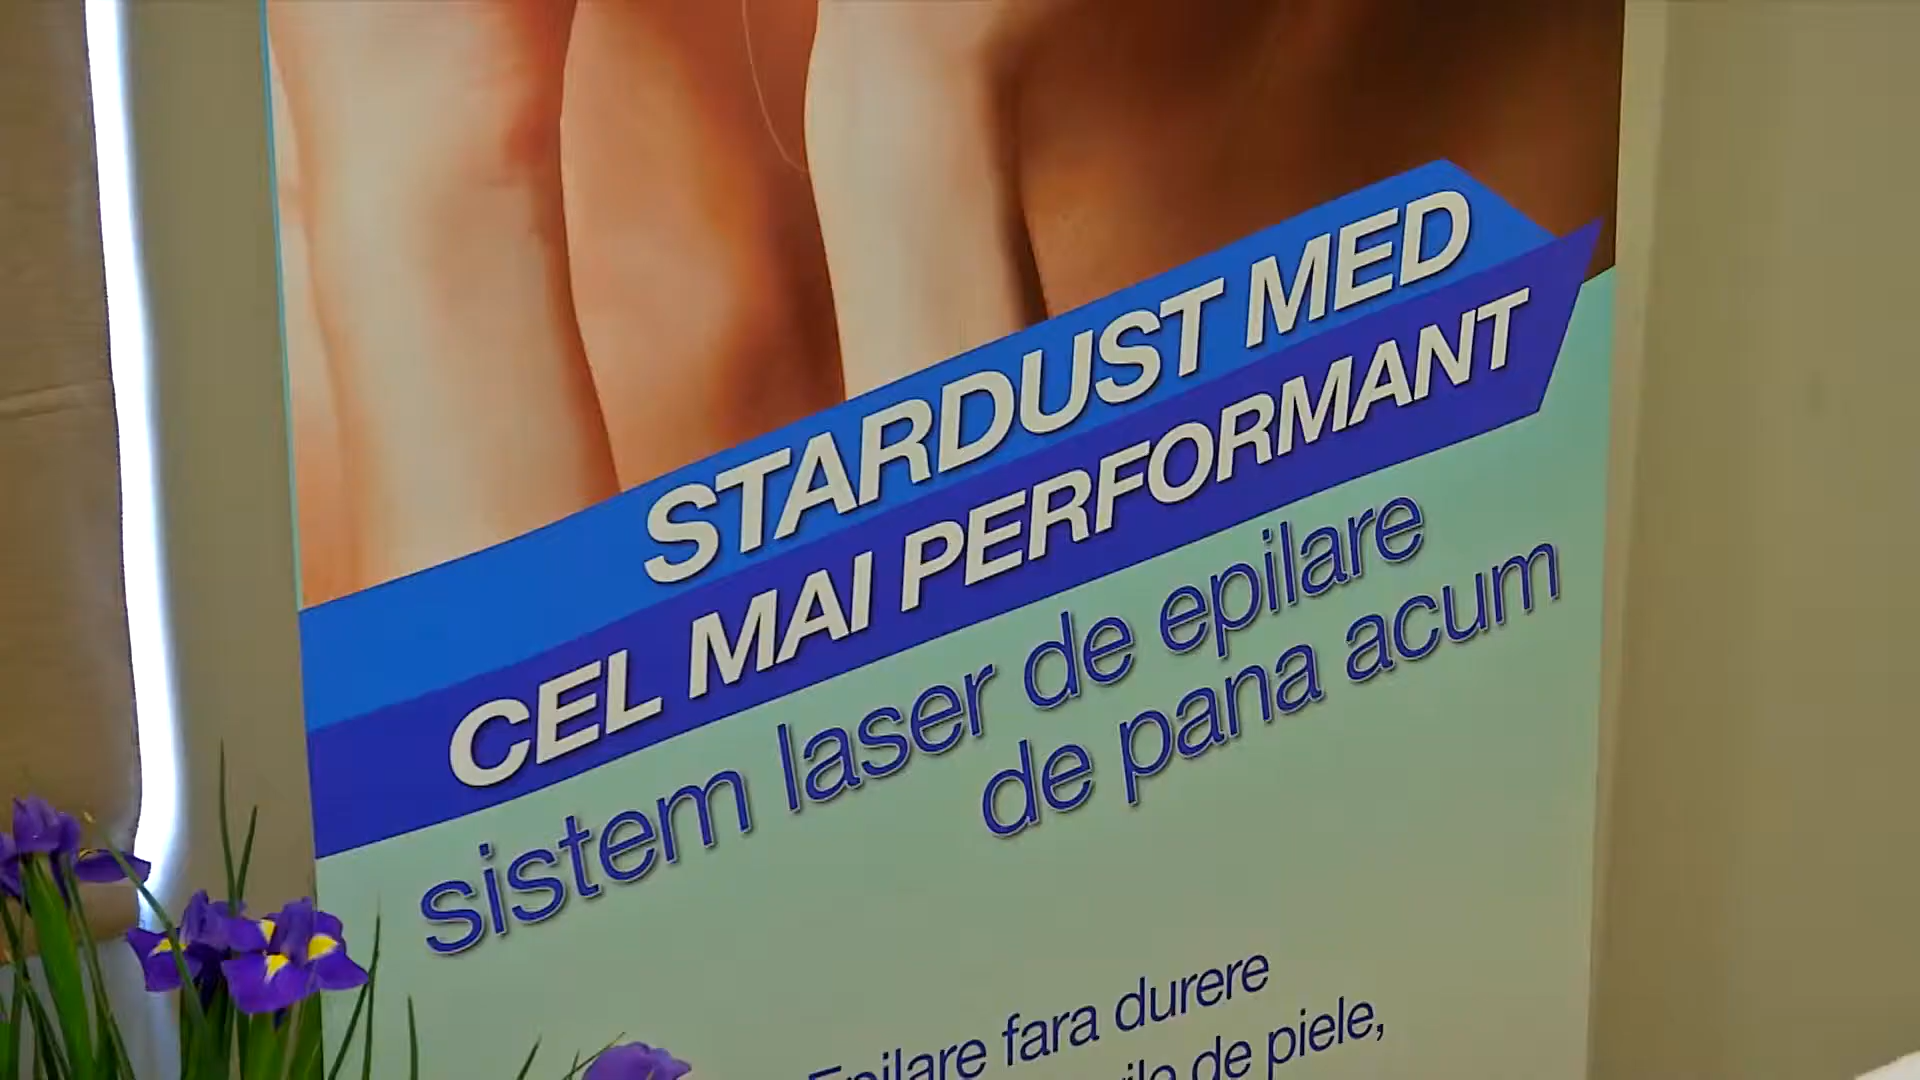 STARDUST MED
CEL MAI PERFORMANT
sistem laser de epilare
de pana acum
Epilare fara durere
de piele,